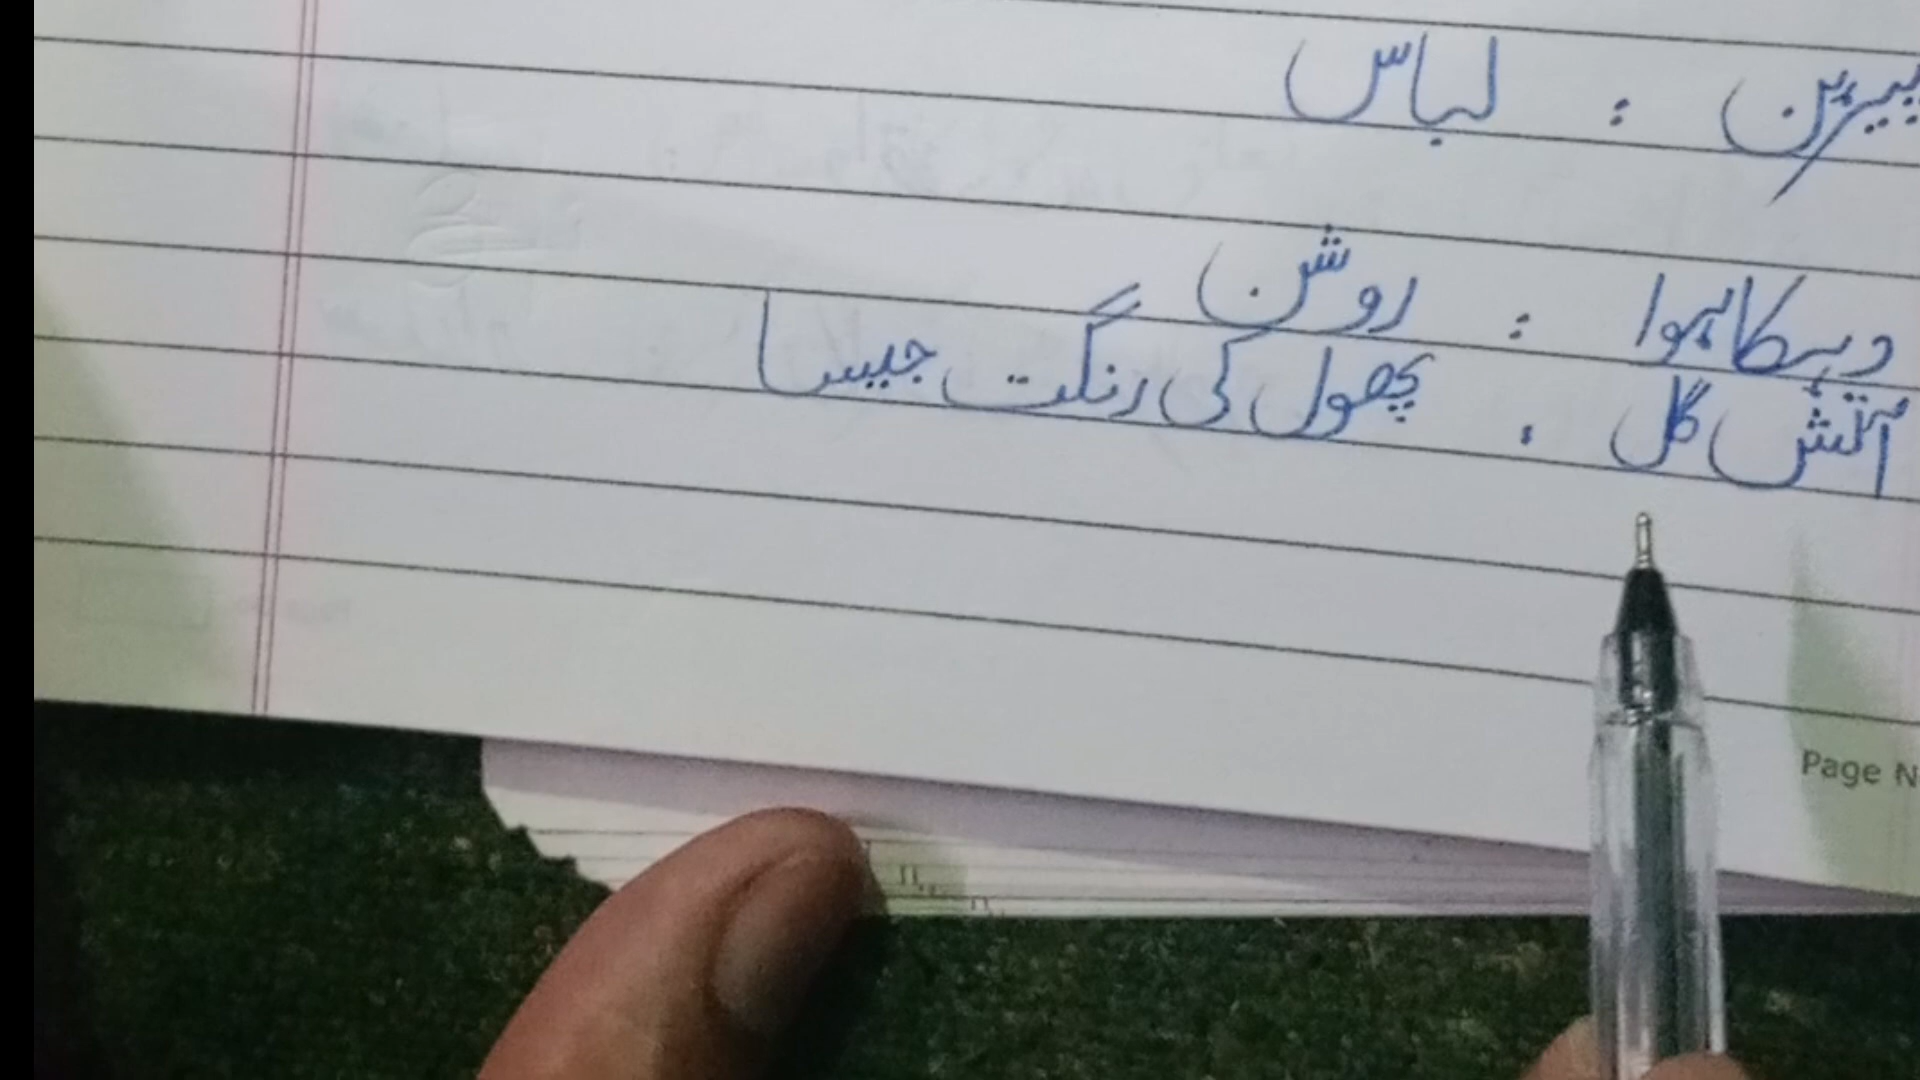 پیرہن : لباس
دہکا ہوا : روشن
آتش گل : پھول کی رنگت جیسا
Page N